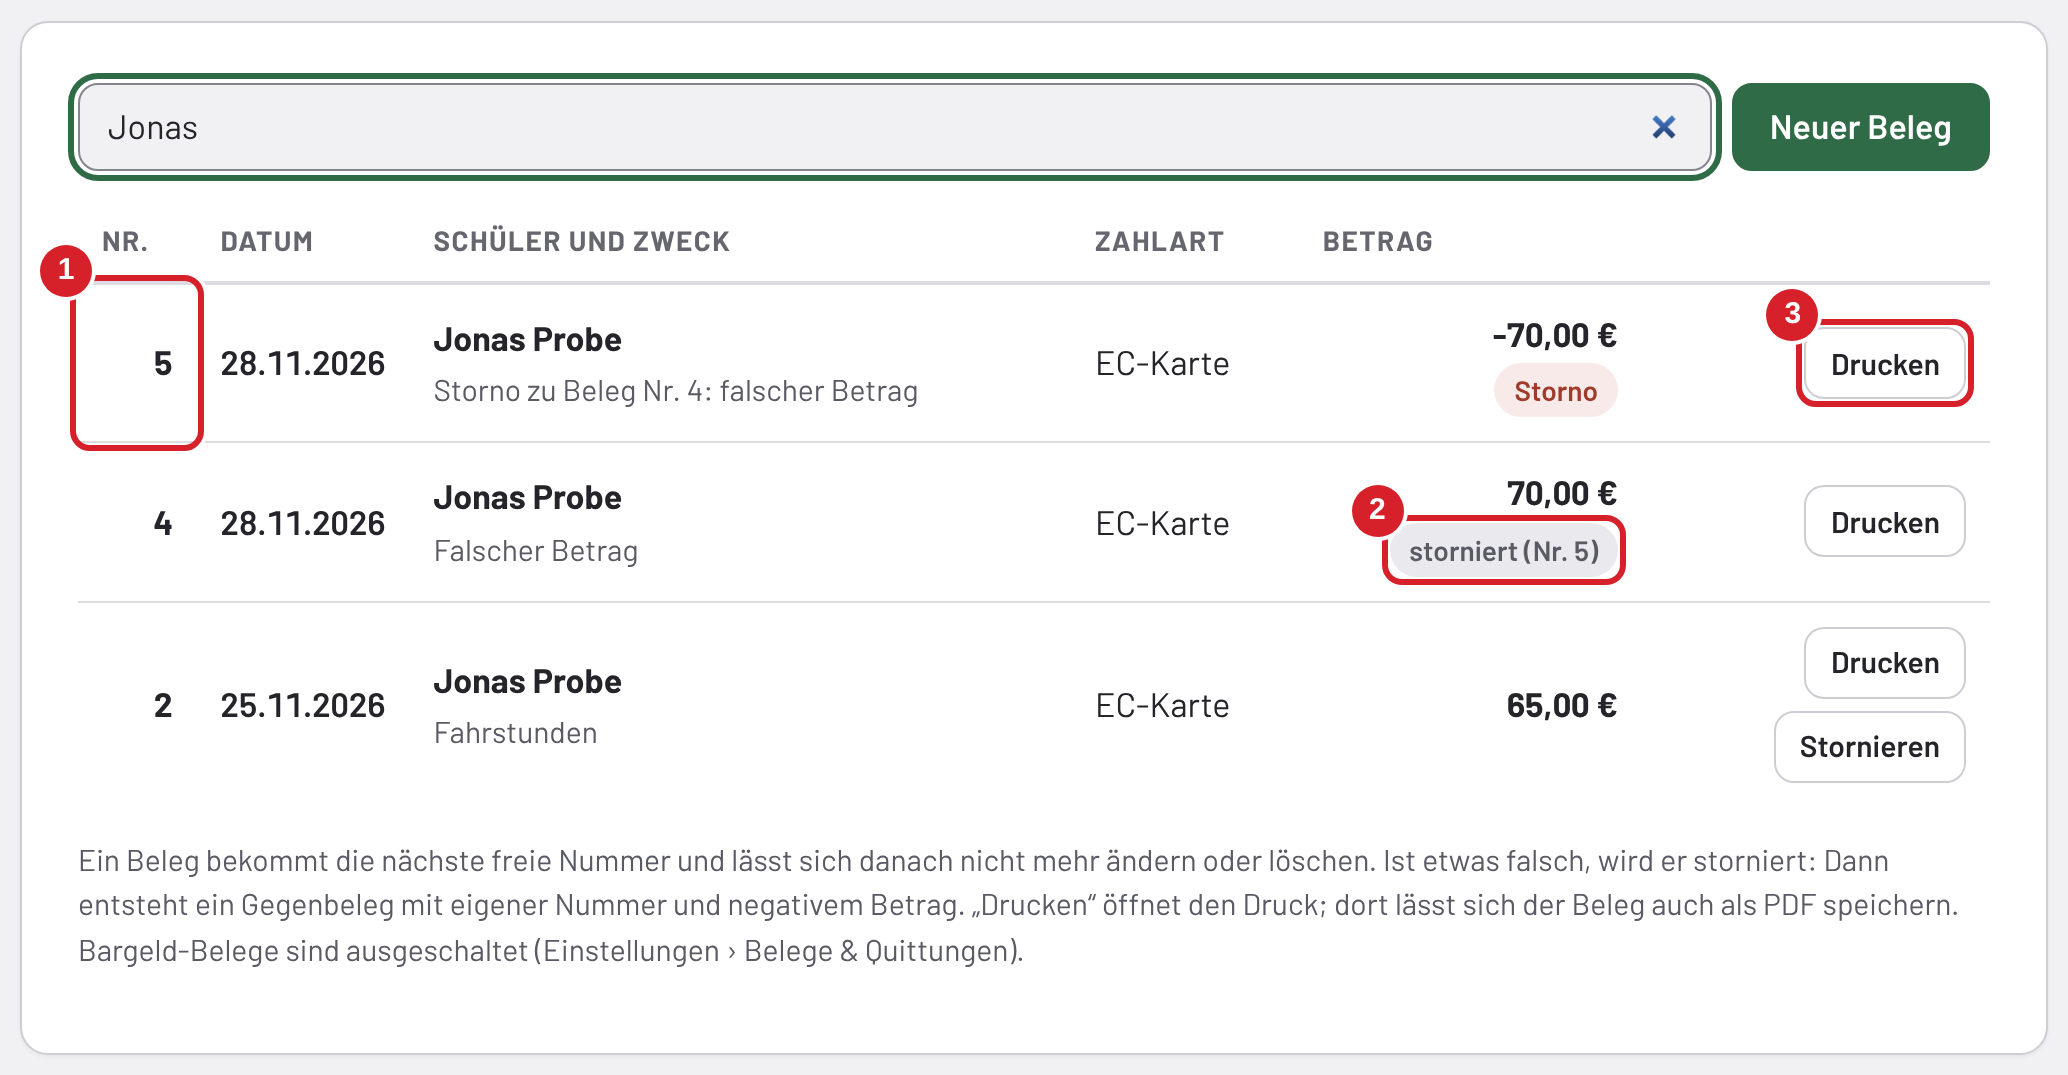 Jonas
Neuer Beleg
NR. DATUM SCHÜLER UND ZWECK ZAHLART BETRAG
1
5 28.11.2026 Jonas Probe EC-Karte -70,00 € Drucken
Storno zu Beleg Nr. 4: falscher Betrag Storno
3
4 28.11.2026 Jonas Probe EC-Karte 70,00 € Drucken
Falscher Betrag storniert (Nr. 5)
2
2 25.11.2026 Jonas Probe EC-Karte 65,00 € Drucken
Fahrstunden Stornieren
Ein Beleg bekommt die nächste freie Nummer und lässt sich danach nicht mehr ändern oder löschen. Ist etwas falsch, wird er storniert: Dann
entsteht ein Gegenbeleg mit eigener Nummer und negativem Betrag. „Drucken“ öffnet den Druck; dort lässt sich der Beleg auch als PDF speichern.
Bargeld-Belege sind ausgeschaltet (Einstellungen › Belege & Quittungen).